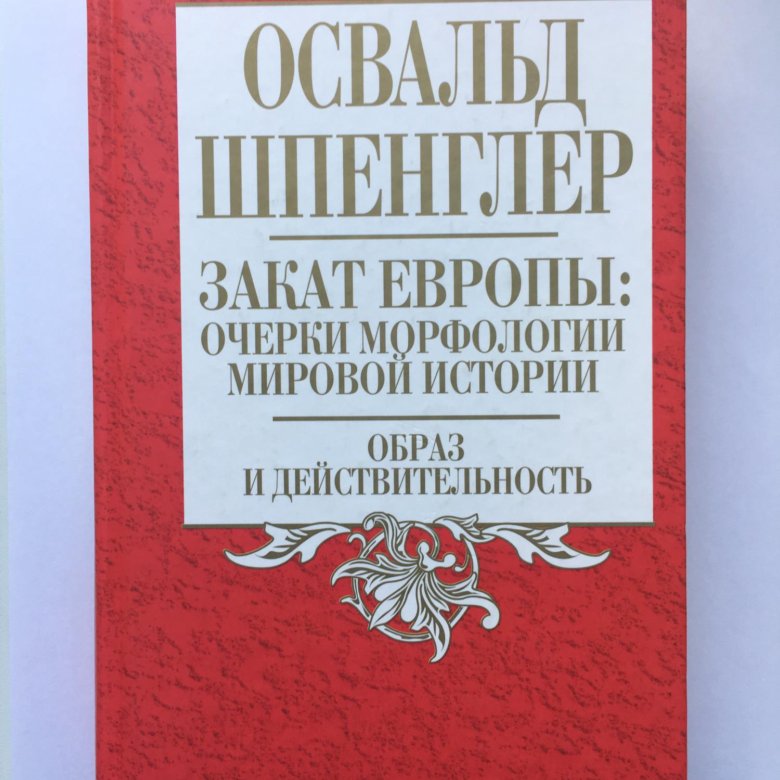 ОСВАЛЬД
ШПЕНГЛЕР
ЗАКАТ ЕВРОПЫ:
ОЧЕРКИ МОРФОЛОГИИ
МИРОВОЙ ИСТОРИИ
ОБРАЗ
И ДЕЙСТВИТЕЛЬНОСТЬ